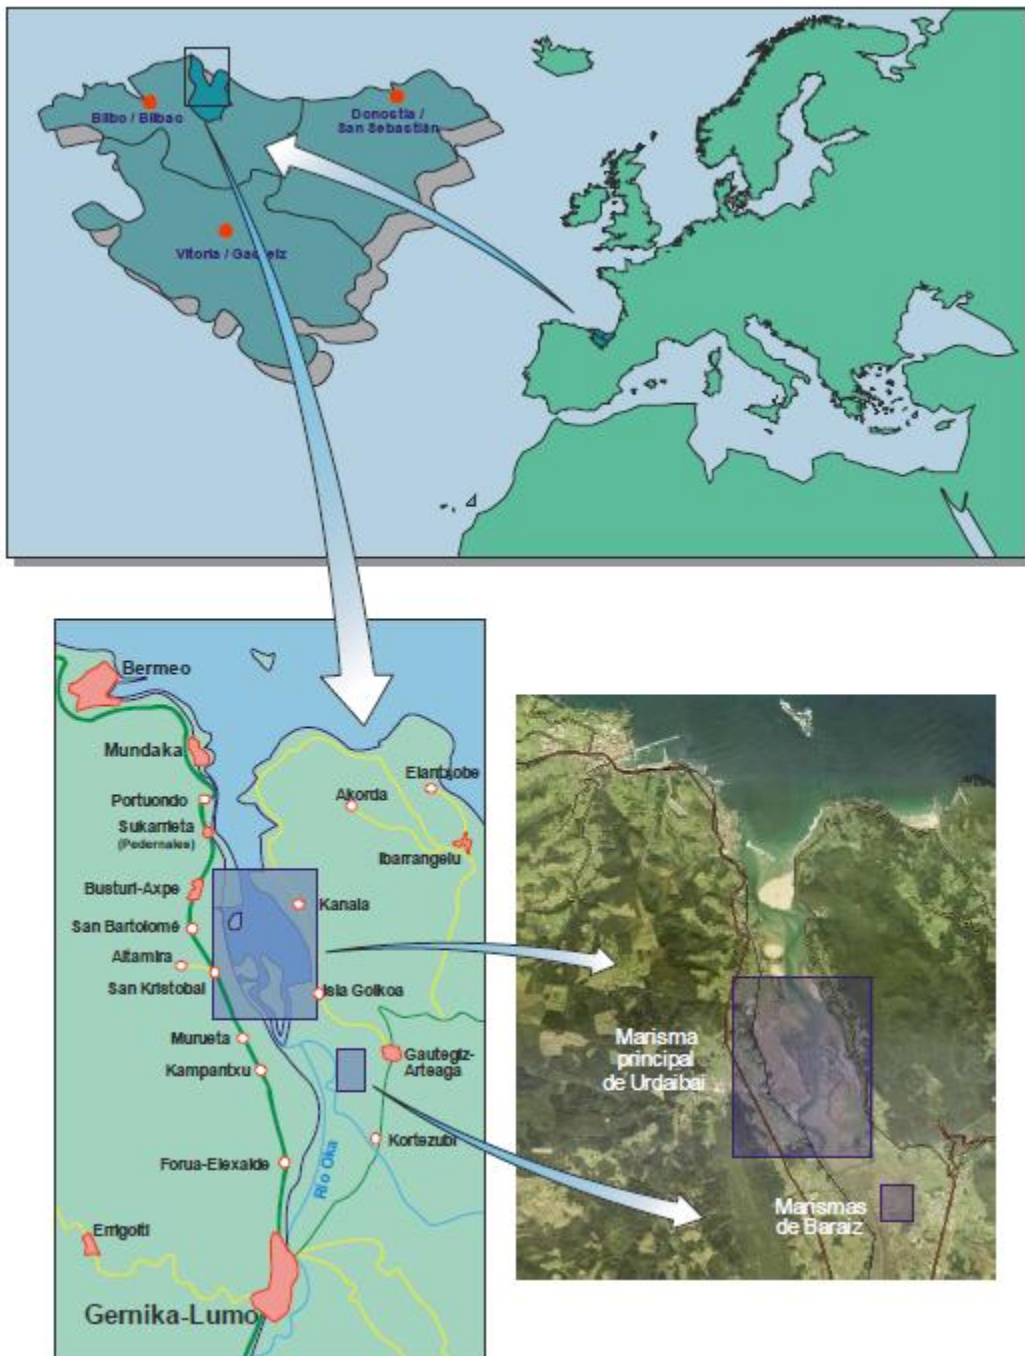 Bilbo / Bilbao
Donostia /
San Sebastián
Vitoria / Gasteiz
Bermeo
Mundaka
Portuondo
Sukarrieta
(Pedernales)
Busturi-Axpe
San Bartolomé
Altamira
San Kristobal
Murueta
Kampantxu
Forua-Elexalde
Errigoiti
Gernika-Lumo
Elantxobe
Akorda
Ibarrangelu
Kanala
Isla Goikoa
Gautegiz-
Arteaga
Kortezubi
Río Oka
Marisma
principal
de Urdaibai
Marismas
de Baraiz